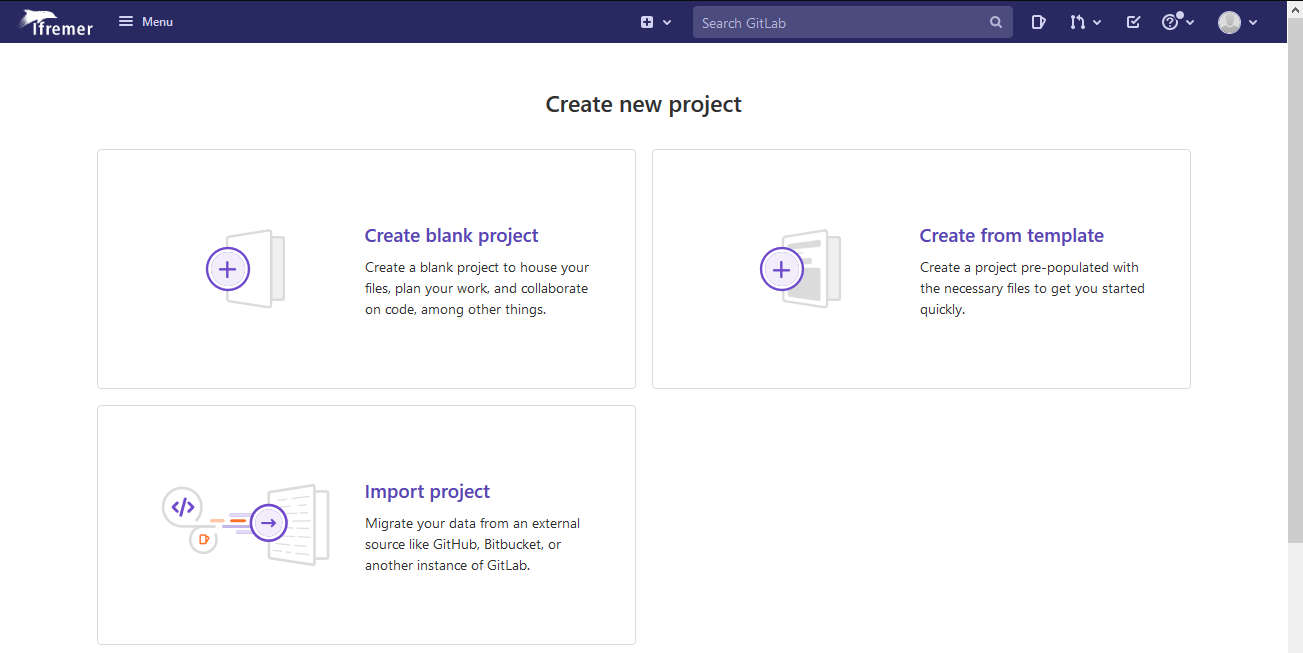 Ifremer
Menu
Search GitLab
Create new project
Create blank project
Create a blank project to house your
files, plan your work, and collaborate
on code, among other things.
Create from template
Create a project pre-populated with
the necessary files to get you started
quickly.
Import project
Migrate your data from an external
source like GitHub, Bitbucket, or
another instance of GitLab.